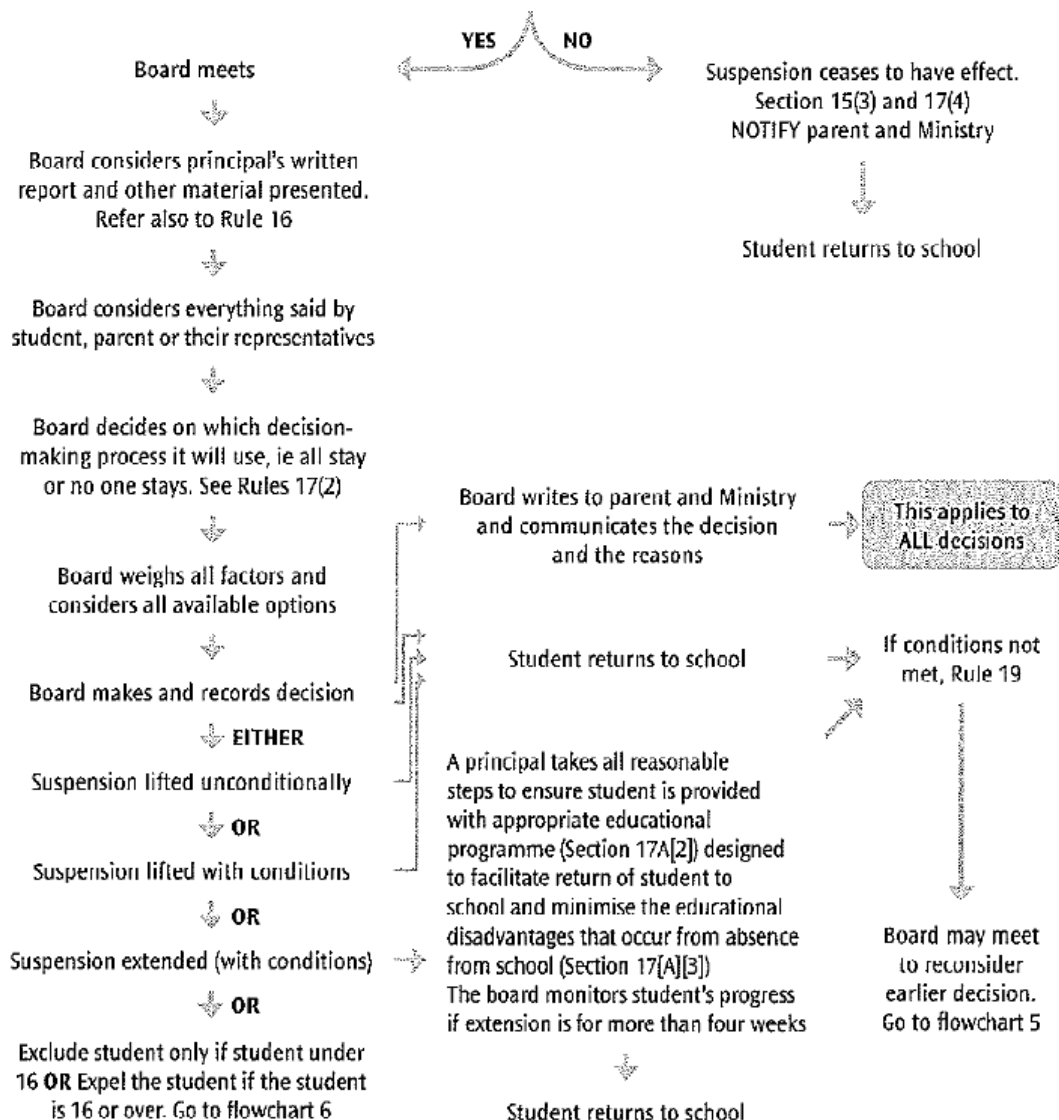 YES
NO
Board meets
Suspension ceases to have effect.
Section 15(3) and 17(4)
NOTIFY parent and Ministry
Board considers principal's written
report and other material presented.
Refer also to Rule 16
Student returns to school
Board considers everything said by
student, parent or their representatives
Board decides on which decision-
making process it will use, ie all stay
or no one stays. See Rules 17(2)
Board writes to parent and Ministry
and communicates the decision
and the reasons
This applies to
ALL decisions
Board weighs all factors and
considers all available options
Student returns to school
If conditions not
met, Rule 19
Board makes and records decision
EITHER
Suspension lifted unconditionally
OR
Suspension lifted with conditions
OR
Suspension extended (with conditions)
OR
Exclude student only if student under
16 OR Expel the student if the student
is 16 or over. Go to flowchart 6
A principal takes all reasonable
steps to ensure student is provided
with appropriate educational
programme (Section 17A[2]) designed
to facilitate return of student to
school and minimise the educational
disadvantages that occur from absence
from school (Section 17[A][3])
The board monitors student's progress
if extension is for more than four weeks
Student returns to school
Board may meet
to reconsider
earlier decision.
Go to flowchart 5